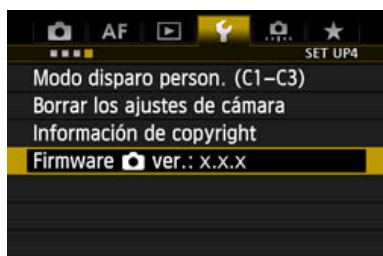 AF
SET UP4
Modo disparo person. (C1-C3)
Borrar los ajustes de cámara
Información de copyright
Firmware ver.: x.x.x